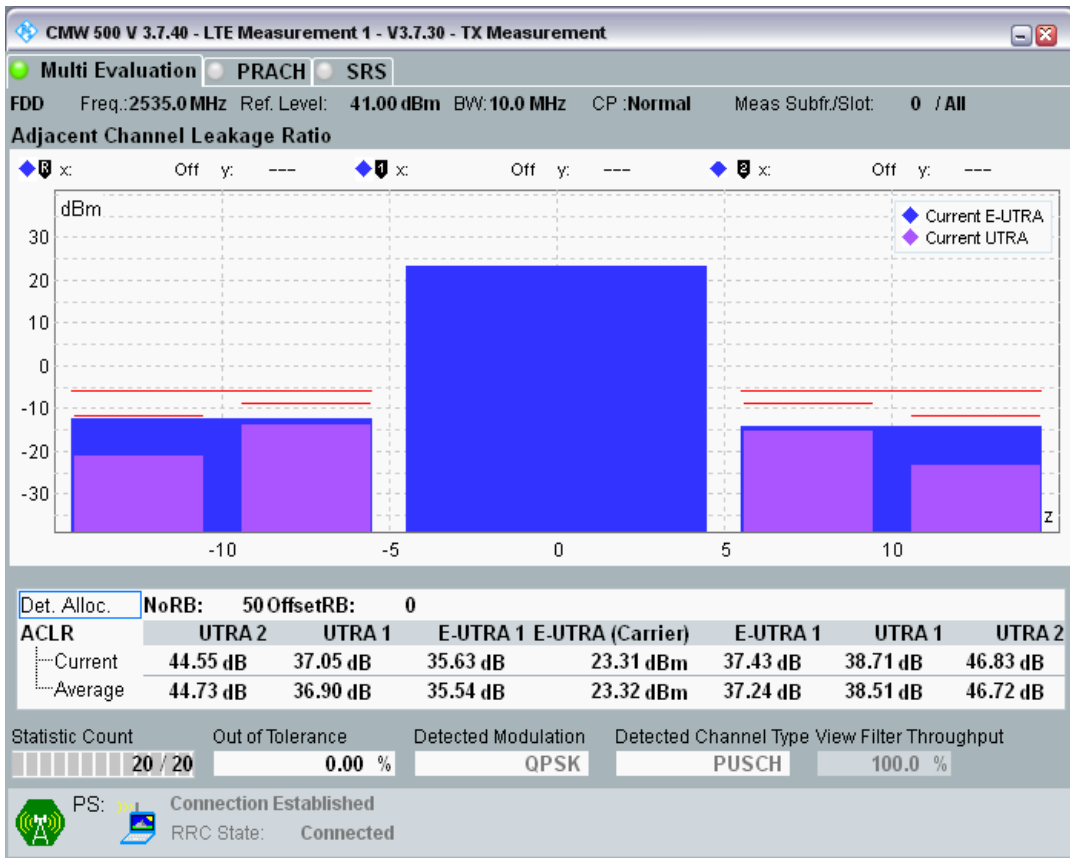 CMW 500 V 3.7.40 - LTE Measurement 1 - V3.7.30 - TX Measurement
Multi Evaluation PRACH SRS
FDD Freq.:2535.0 MHz Ref. Level: 41.00 dBm BW:10.0 MHz CP :Normal Meas Subfr./Slot: 0 / All
Adjacent Channel Leakage Ratio
R x: Off y: --- 1 x: Off y: --- 2 x: Off y: ---
dBm
Current E-UTRA
Current UTRA
30
20
10
0
-10
-20
-30
z
-10 -5 0 5 10
Det. Alloc. NoRB: 50 OffsetRB: 0
ACLR UTRA 2 UTRA 1 E-UTRA 1 E-UTRA (Carrier) E-UTRA 1 UTRA 1 UTRA 2
Current 44.55 dB 37.05 dB 35.63 dB 23.31 dBm 37.43 dB 38.71 dB 46.83 dB
Average 44.73 dB 36.90 dB 35.54 dB 23.32 dBm 37.24 dB 38.51 dB 46.72 dB
Statistic Count Out of Tolerance Detected Modulation Detected Channel Type View Filter Throughput
20 / 20 0.00 % QPSK PUSCH 100.0 %
PS: Connection Established
RRC State: Connected